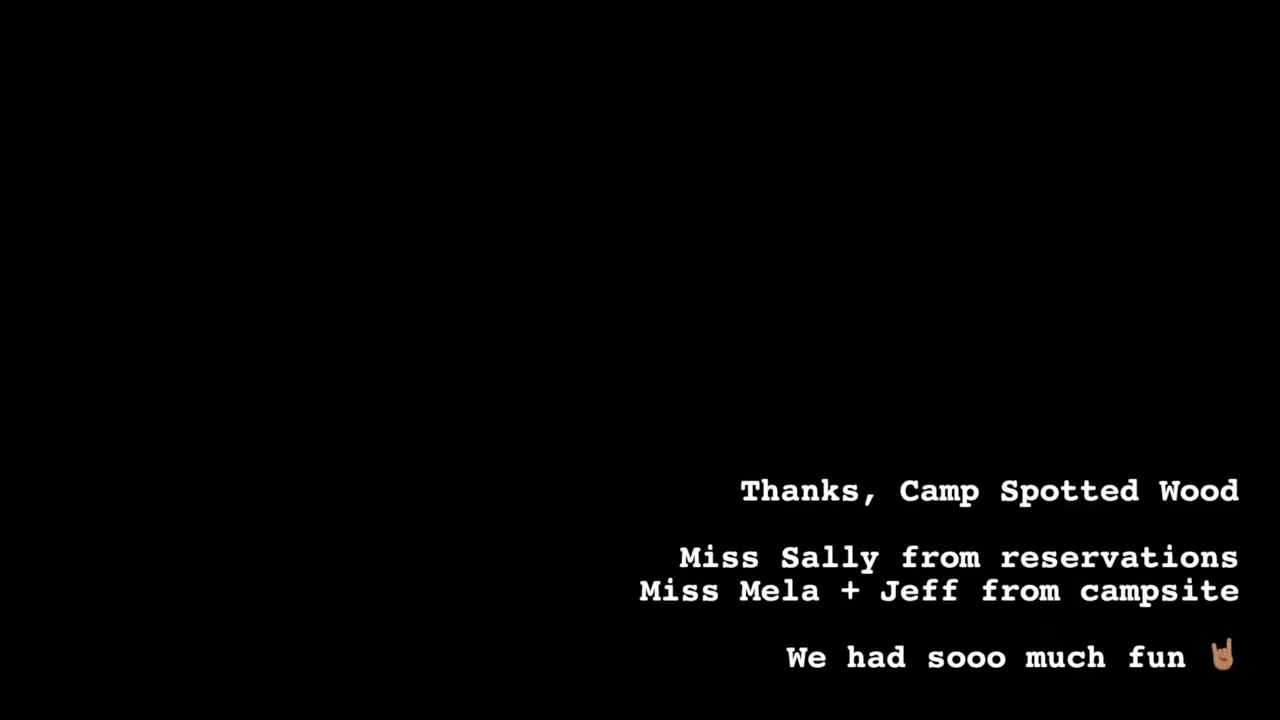 Thanks, Camp Spotted Wood
Miss Sally from reservations
Miss Mela + Jeff from campsite
We had sooo much fun 🤘🏽